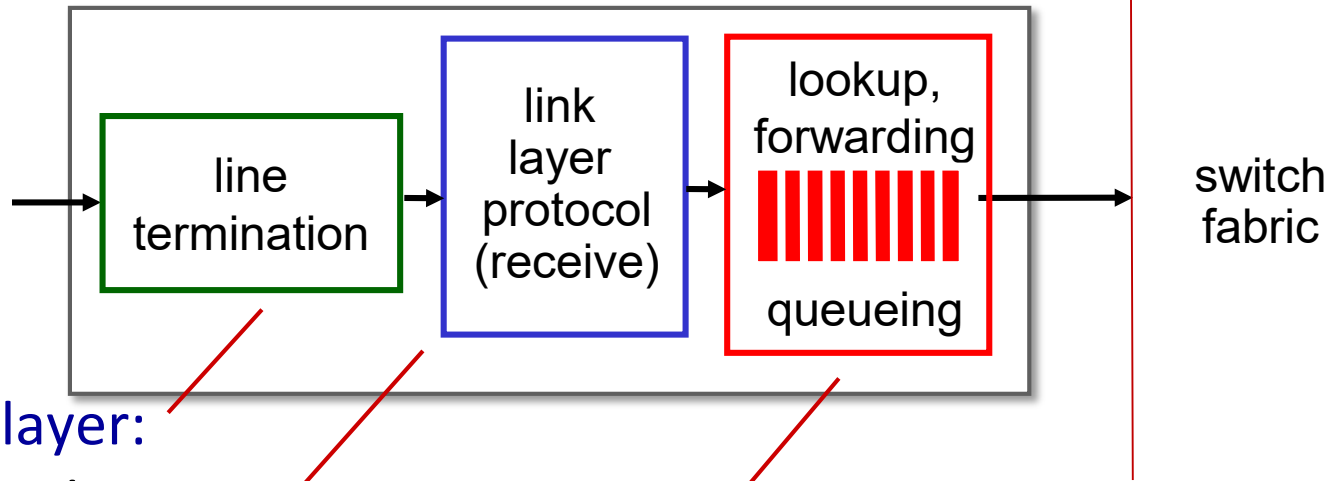 line
termination
link
layer
protocol
(receive)
lookup,
forwarding
queueing
switch
fabric
layer: